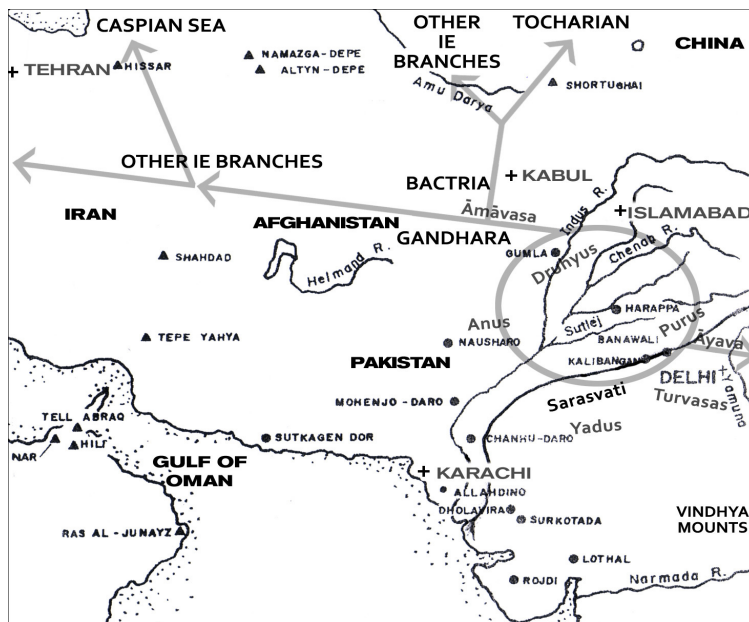 CASPIAN SEA
OTHER
IE
BRANCHES
TOCHARIAN
CHINA
TEHRAN
HISSAR
NAMAZGA-DEPE
ALTYN-DEPE
Amu Darya
SHORTUGHAI
OTHER IE BRANCHES
BACTRIA
KABUL
Āmāvasa
Indus R.
ISLAMABAD
IRAN
AFGHANISTAN
GANDHARA
GUMLA
Druhyus
Chenab R.
SHAHDAD
Helmand R.
HARAPPA
Anus
Sutlej
Purus
TEPE YAHYA
NAUSHARO
BANAWALI
Āyava
PAKISTAN
KALIBANGAN
DELHI
Yamuna
MOHENJO-DARO
Sarasvati
Turvasas
TELL ABRAQ
NAR
HILI
SUTKAGEN DOR
CHANHU-DARO
Yadus
GULF OF
OMAN
KARACHI
ALLAHDINO
DHOLAVIRA
SURKOTADA
VINDHYA
MOUNTS
RAS AL-JUNAYZ
LOTHAL
ROJDI
Narmada R.